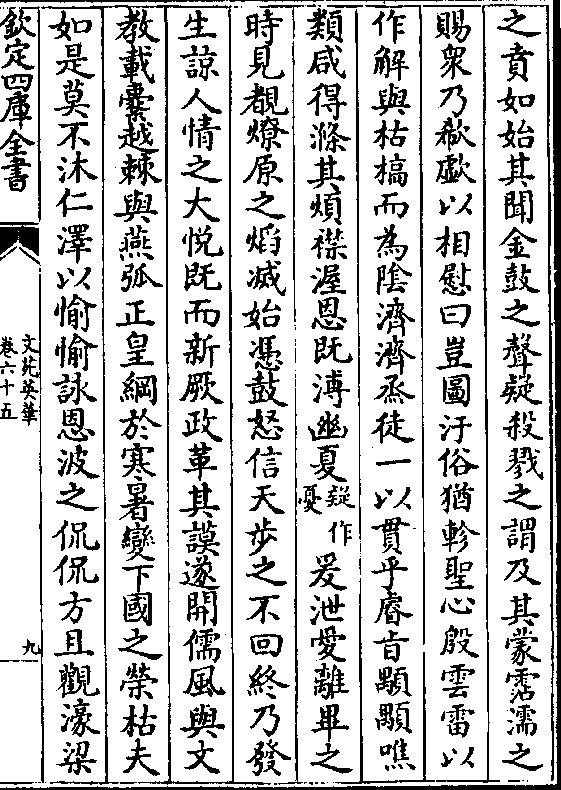 之賁如始其聞金鼓之聲疑殺戮之謂及其蒙霑濡之
賜衆乃欷歔以相慰曰豈圖汙俗猶軫聖心殷雲雷以
作解與枯槁而為陰濟濟烝徒一以貫乎睿旨顒顒噍
類咸得滌其煩襟渥恩既溥幽夏疑作憂爰泄愛離畢之
時見覩燎原之焰滅始憑鼓怒信天步之不回終乃發
生諒人情之大悅既而新厥政革其謨遂開儒風與文
教載櫜越棘與燕弧正皇綱於寒暑變下國之榮枯夫
如是莫不沐仁澤以愉愉詠恩波之侃侃方且觀濠梁
欽定四庫全書
文苑英華
卷六十五
九